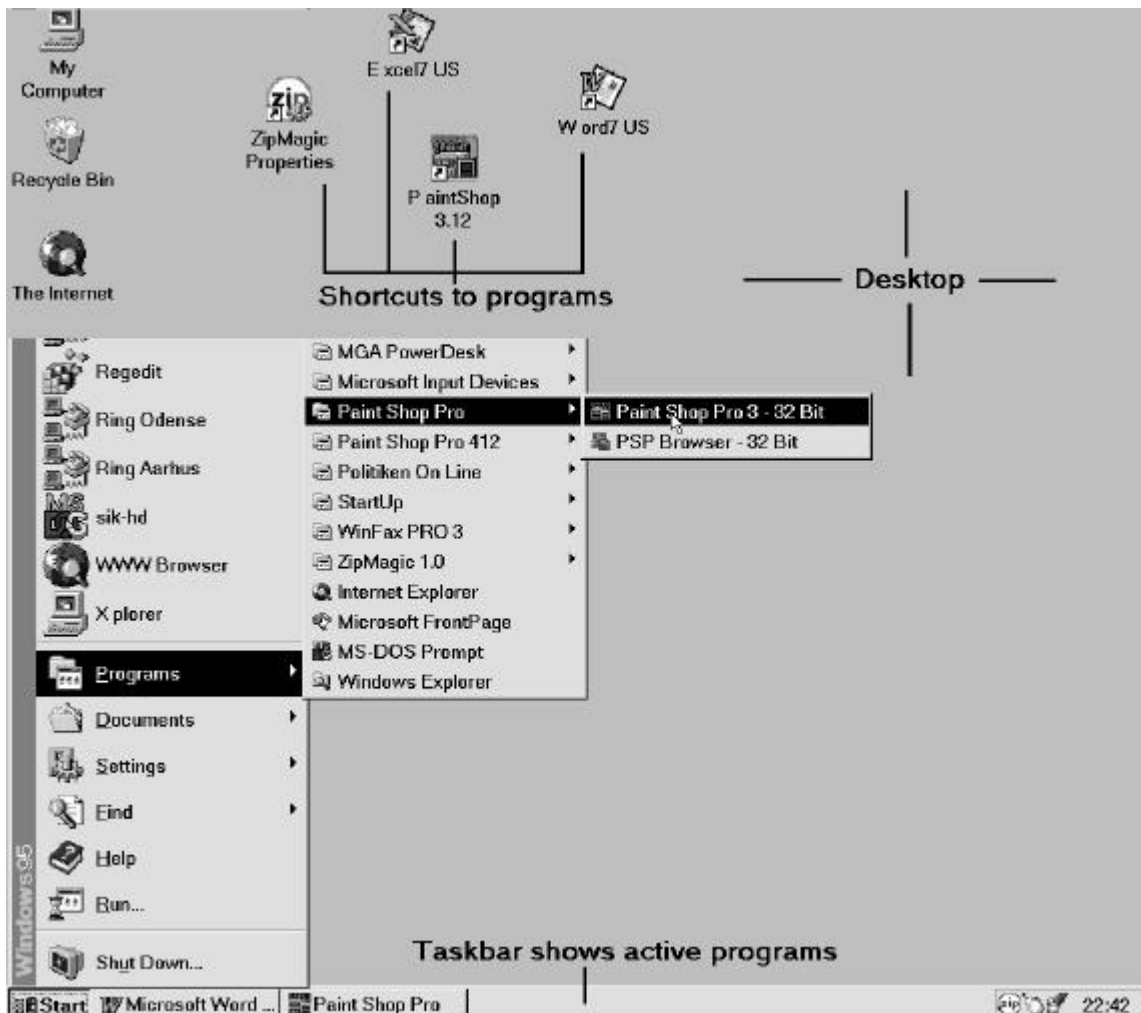 My
Computer
Excel7 US
zip
ZipMagic
Properties
Word7 US
Recycle Bin
PaintShop
3.12
The Internet
Shortcuts to programs
Desktop
Regedit
Ring Odense
Ring Aarhus
MS
sik-hd
WWW Browser
Xplorer
Programs
Documents
Settings
Find
Help
Run...
Shut Down...
Windows95
MGA PowerDesk
Microsoft Input Devices
Paint Shop Pro
Paint Shop Pro 412
Politiken On Line
StartUp
WinFax PRO 3
ZipMagic 1.0
Internet Explorer
Microsoft FrontPage
MS-DOS Prompt
Windows Explorer
Paint Shop Pro 3 - 32 Bit
PSP Browser - 32 Bit
Taskbar shows active programs
Start
Microsoft Word ...
Paint Shop Pro
zip
22:42